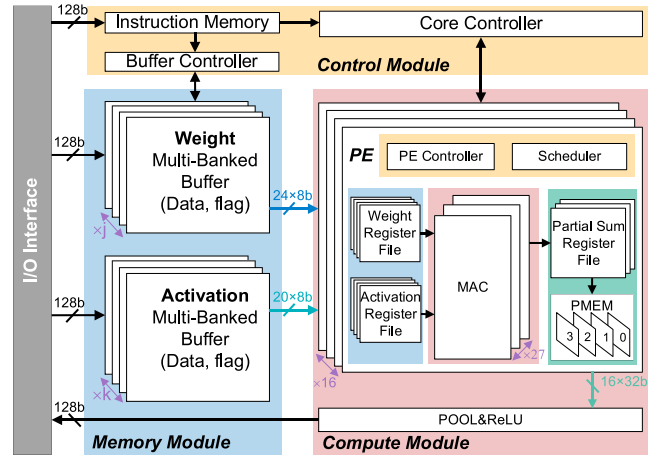 128b
Instruction Memory
Core Controller
Buffer Controller
Control Module
I/O Interface
128b
Weight
Multi-Banked
Buffer
(Data, flag)
×j
24×8b
128b
Activation
Multi-Banked
Buffer
(Data, flag)
×k
20×8b
128b
Memory Module
PE
PE Controller
Scheduler
Weight
Register
File
Activation
Register
File
MAC
×27
Partial Sum
Register
File
PMEM
3 2 1 0
×16
16×32b
POOL&ReLU
Compute Module